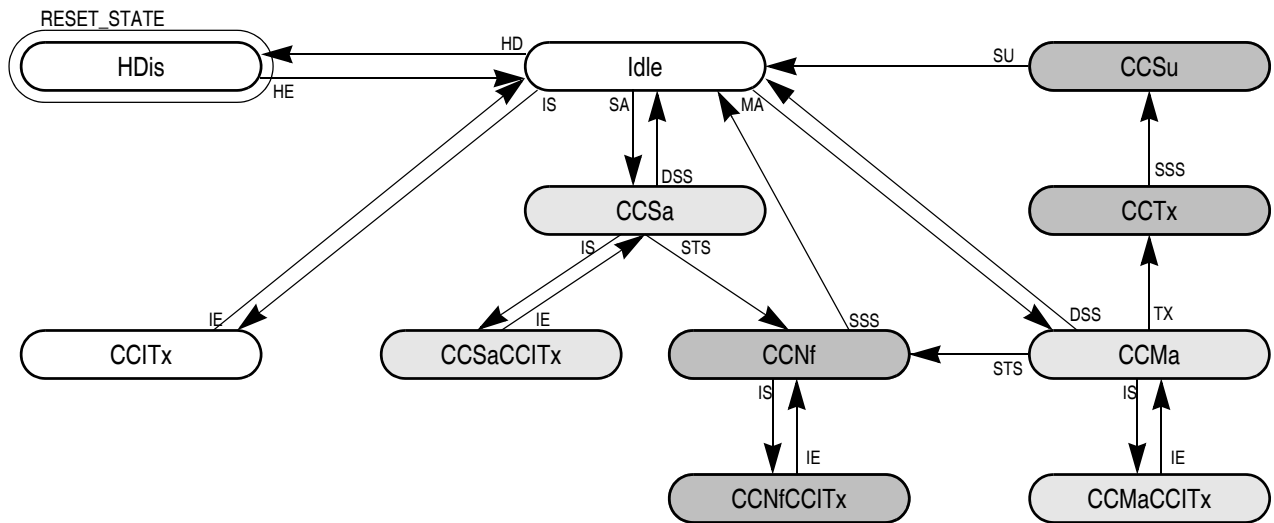 RESET_STATE
HDis
HD
HE
Idle
SU
CCSu
IS
SA
MA
DSS
SSS
CCSa
CCTx
IS
STS
IE
IE
SSS
DSS
TX
CCITx
CCSaCCITx
CCNf
STS
CCMa
IS
IS
IE
IE
CCNfCCITx
CCMaCCITx